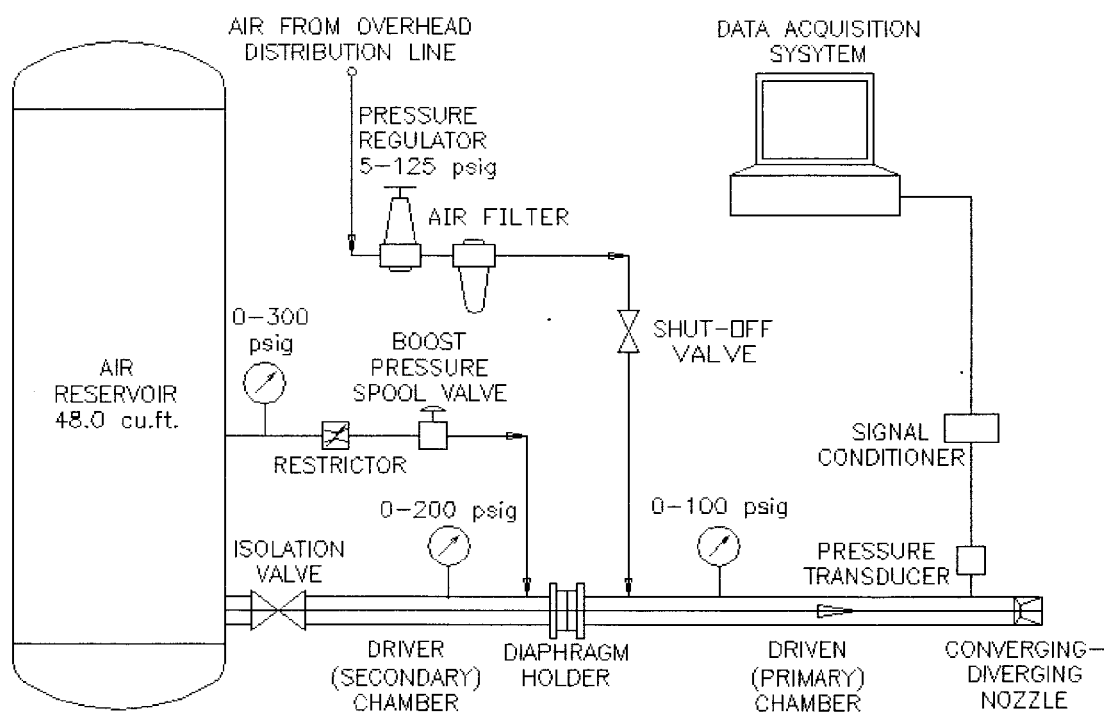 AIR FROM OVERHEAD
DISTRIBUTION LINE
DATA ACQUISITION
SYSYTEM
PRESSURE
REGULATOR
5-125 psig
AIR FILTER
0-300
psig
BOOST
PRESSURE
SPOOL VALVE
SHUT-OFF
VALVE
AIR
RESERVOIR
48.0 cu.ft.
RESTRICTOR
SIGNAL
CONDITIONER
0-200 psig
0-100 psig
ISOLATION
VALVE
PRESSURE
TRANSDUCER
DRIVER
(SECONDARY)
CHAMBER
DIAPHRAGM
HOLDER
DRIVEN
(PRIMARY)
CHAMBER
CONVERGING-
DIVERGING
NOZZLE